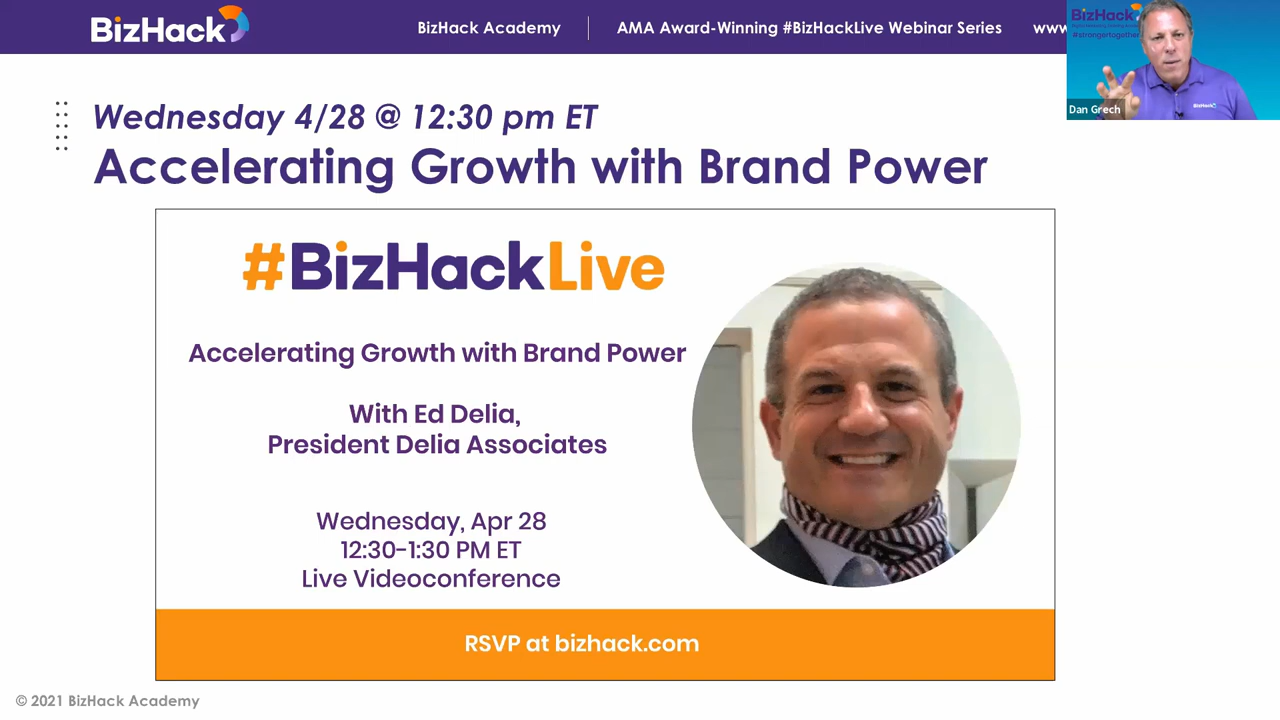 BizHack
BizHack Academy
AMA Award-Winning #BizHackLive Webinar Series
www
BizHack
#strongertogether
BizHack
Dan Grech
Wednesday 4/28 @ 12:30 pm ET
Accelerating Growth with Brand Power
#BizHackLive
Accelerating Growth with Brand Power
With Ed Delia,
President Delia Associates
Wednesday, Apr 28
12:30-1:30 PM ET
Live Videoconference
RSVP at bizhack.com
© 2021 BizHack Academy